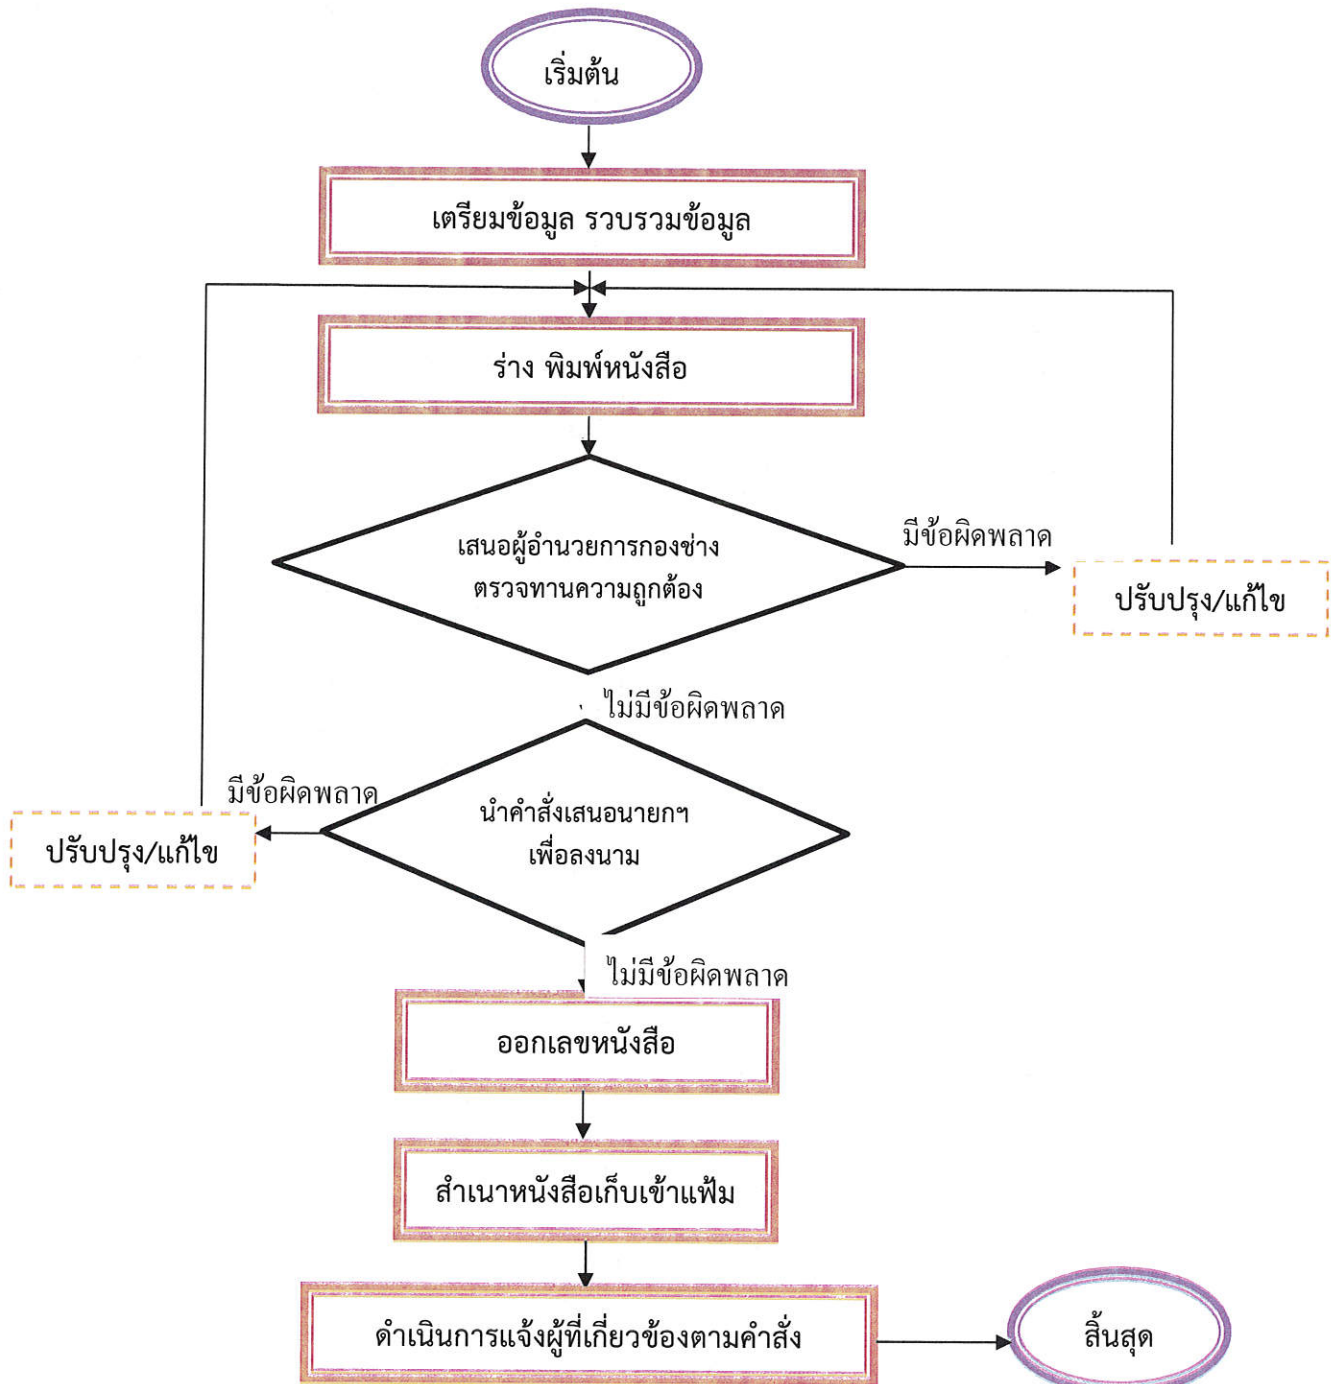 เริ่มต้น
เตรียมข้อมูล รวบรวมข้อมูล
ร่าง พิมพ์หนังสือ
เสนอผู้อำนวยการกองช่าง
ตรวจทานความถูกต้อง
มีข้อผิดพลาด
ปรับปรุง/แก้ไข
ไม่มีข้อผิดพลาด
มีข้อผิดพลาด
ปรับปรุง/แก้ไข
นำคำสั่งเสนอนายกฯ
เพื่อลงนาม
ไม่มีข้อผิดพลาด
ออกเลขหนังสือ
สำเนาหนังสือเก็บเข้าแฟ้ม
ดำเนินการแจ้งผู้ที่เกี่ยวข้องตามคำสั่ง
สิ้นสุด